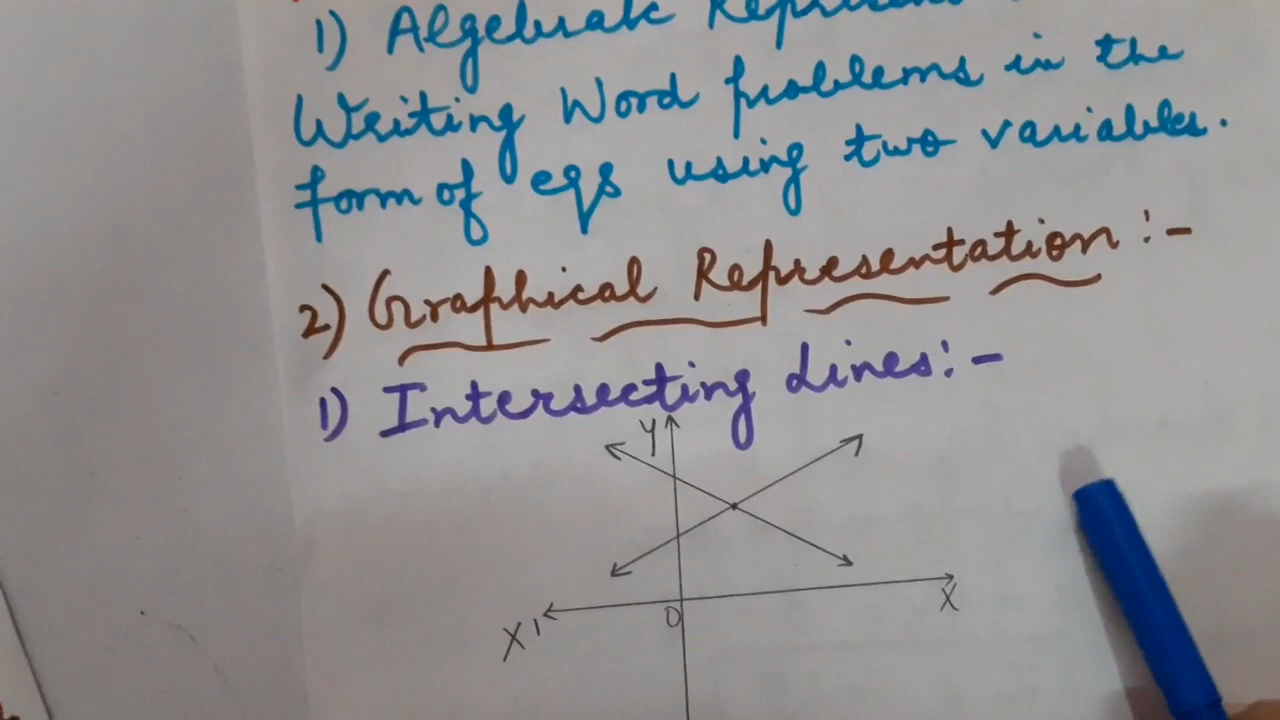 1) Algebraic
Writing Word problems in the
form of eqs using two variables.
2) Graphical Representation :-
1) Intersecting Lines :-
Y
X' O X